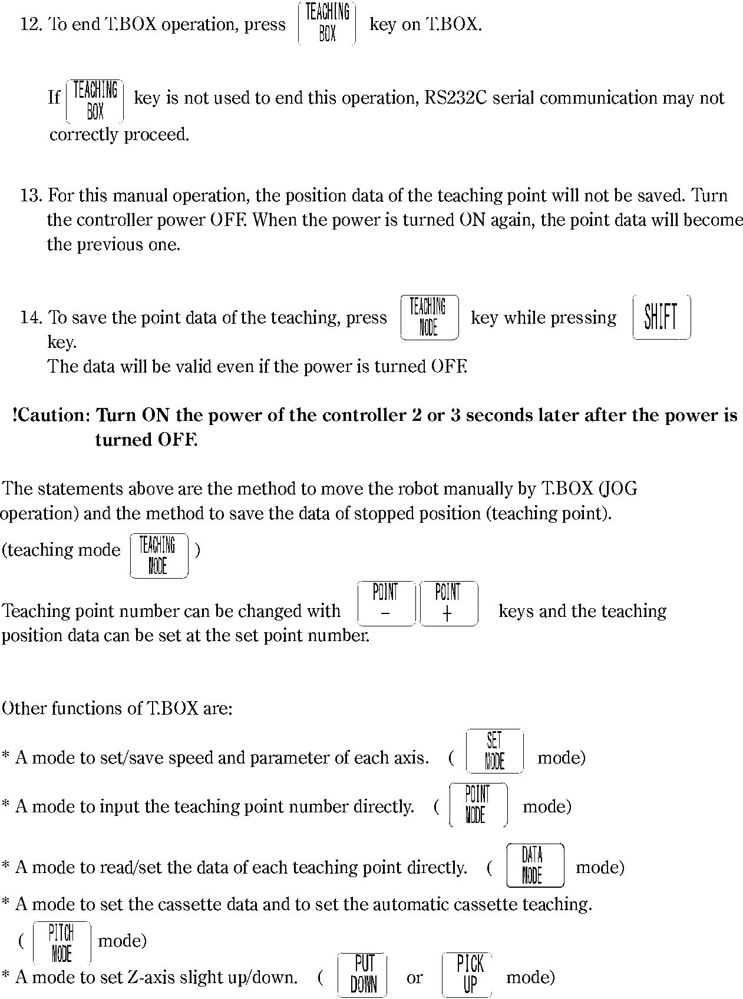 12. To end T.BOX operation, press TEACHING BOX key on T.BOX.
If TEACHING BOX key is not used to end this operation, RS232C serial communication may not
correctly proceed.
13. For this manual operation, the position data of the teaching point will not be saved. Turn
the controller power OFF. When the power is turned ON again, the point data will become
the previous one.
14. To save the point data of the teaching, press TEACHING MODE key while pressing SHIFT
key.
The data will be valid even if the power is turned OFF.
!Caution: Turn ON the power of the controller 2 or 3 seconds later after the power is
turned OFF.
The statements above are the method to move the robot manually by T.BOX (JOG
operation) and the method to save the data of stopped position (teaching point).
(teaching mode TEACHING MODE )
Teaching point number can be changed with POINT − POINT + keys and the teaching
position data can be set at the set point number.
Other functions of T.BOX are:
* A mode to set/save speed and parameter of each axis. ( SET MODE mode)
* A mode to input the teaching point number directly. ( POINT MODE mode)
* A mode to read/set the data of each teaching point directly. ( DATA MODE mode)
* A mode to set the cassette data and to set the automatic cassette teaching.
( PITCH MODE mode)
* A mode to set Z-axis slight up/down. ( PUT DOWN or PICK UP mode)